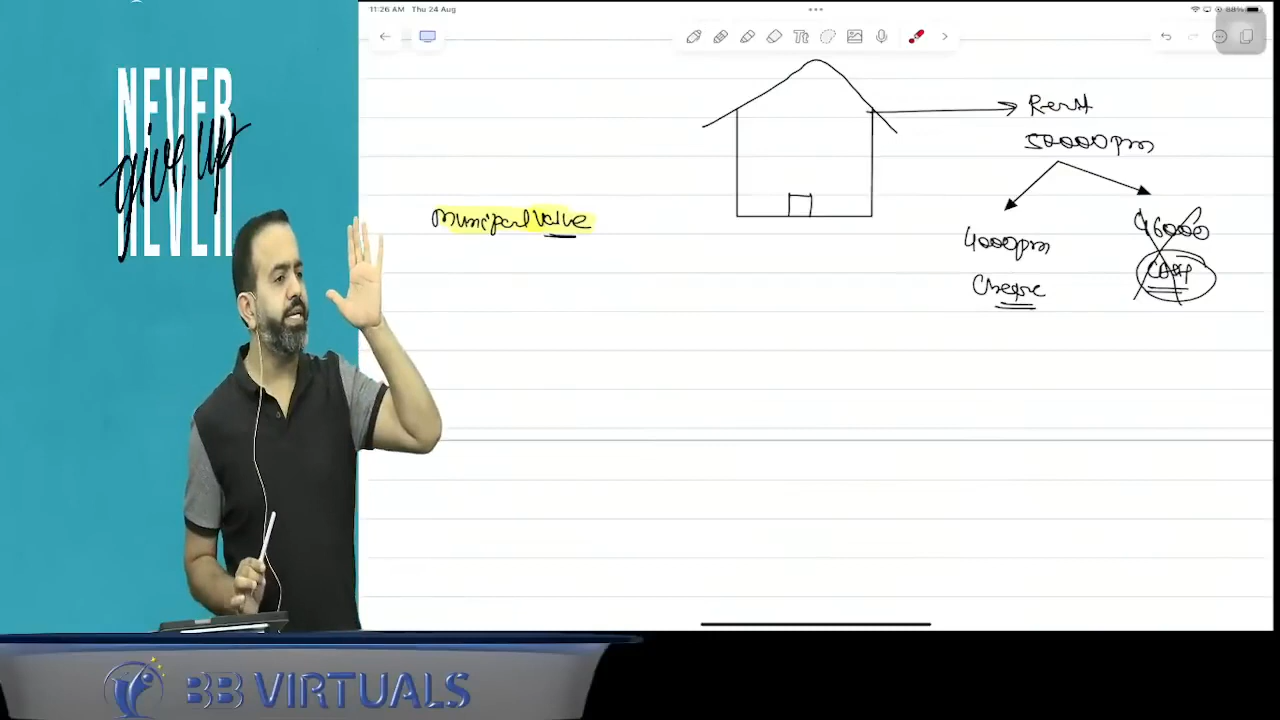 11:26 AM Thu 24 Aug
88%
NEVER
give up
NEVER
Rent
50000pm
Municipal Value
46000
4000pm
Cash
Cheque
BB VIRTUALS